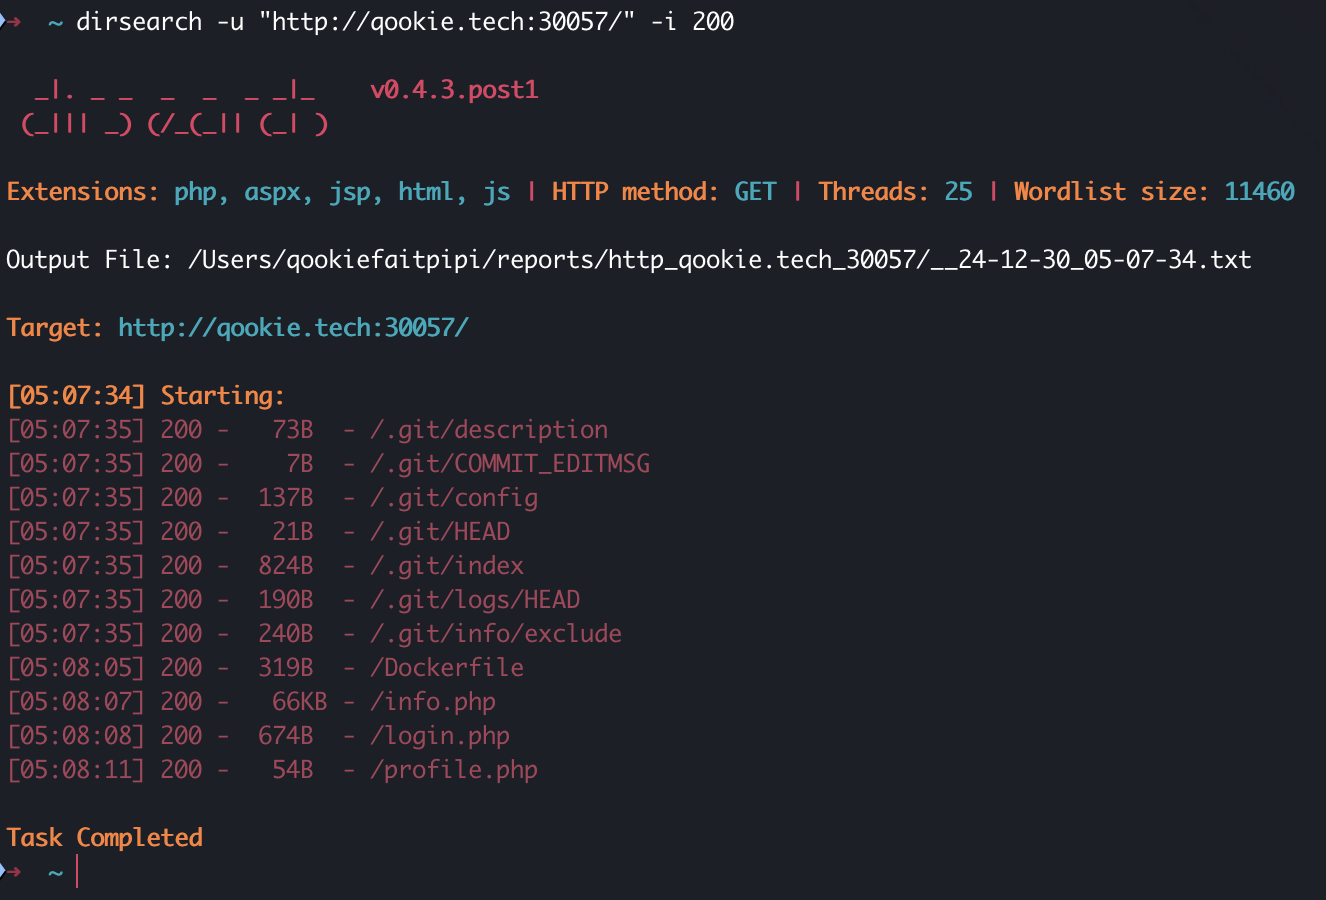 → ~ dirsearch -u "http://qookie.tech:30057/" -i 200
  _|. _ _  _  _  _ _|_    v0.4.3.post1
 (_||| _) (/_(_|| (_| )
Extensions: php, aspx, jsp, html, js | HTTP method: GET | Threads: 25 | Wordlist size: 11460
Output File: /Users/qookiefaitpipi/reports/http_qookie.tech_30057/__24-12-30_05-07-34.txt
Target: http://qookie.tech:30057/
[05:07:34] Starting:
[05:07:35] 200 -   73B  - /.git/description
[05:07:35] 200 -    7B  - /.git/COMMIT_EDITMSG
[05:07:35] 200 -  137B  - /.git/config
[05:07:35] 200 -   21B  - /.git/HEAD
[05:07:35] 200 -  824B  - /.git/index
[05:07:35] 200 -  190B  - /.git/logs/HEAD
[05:07:35] 200 -  240B  - /.git/info/exclude
[05:08:05] 200 -  319B  - /Dockerfile
[05:08:07] 200 -   66KB - /info.php
[05:08:08] 200 -  674B  - /login.php
[05:08:11] 200 -   54B  - /profile.php
Task Completed
→ ~